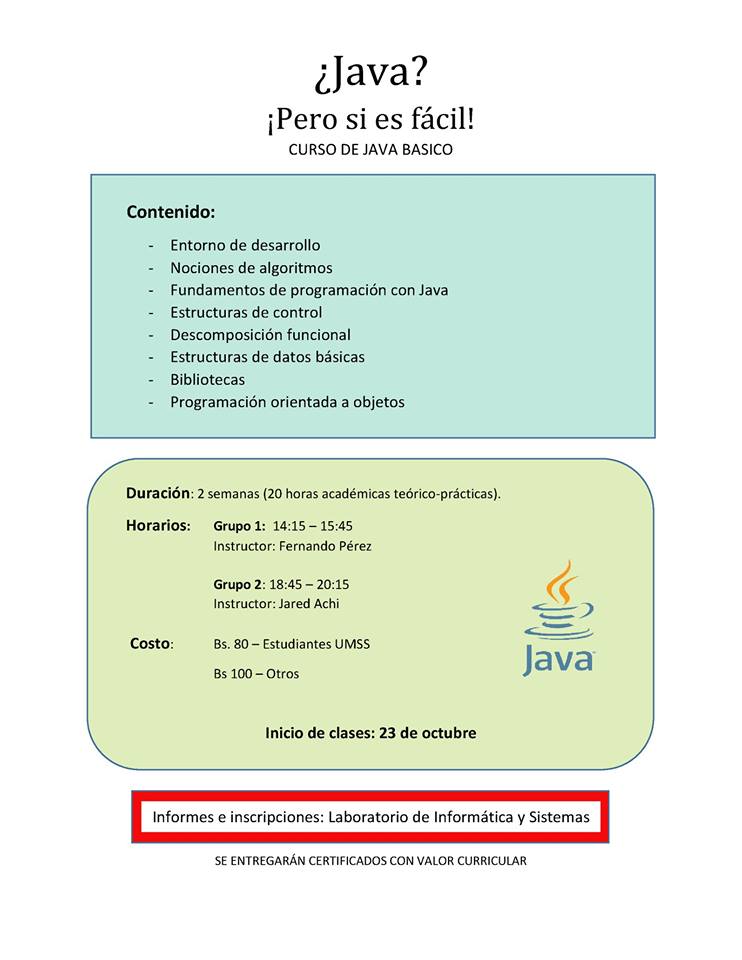 ¿Java?
¡Pero si es fácil!
CURSO DE JAVA BASICO
Contenido:
- Entorno de desarrollo
- Nociones de algoritmos
- Fundamentos de programación con Java
- Estructuras de control
- Descomposición funcional
- Estructuras de datos básicas
- Bibliotecas
- Programación orientada a objetos
Duración: 2 semanas (20 horas académicas teórico-prácticas).
Horarios: Grupo 1: 14:15 – 15:45
Instructor: Fernando Pérez
Grupo 2: 18:45 – 20:15
Instructor: Jared Achi
Costo: Bs. 80 – Estudiantes UMSS
Bs 100 – Otros
Java™
Inicio de clases: 23 de octubre
Informes e inscripciones: Laboratorio de Informática y Sistemas
SE ENTREGARÁN CERTIFICADOS CON VALOR CURRICULAR